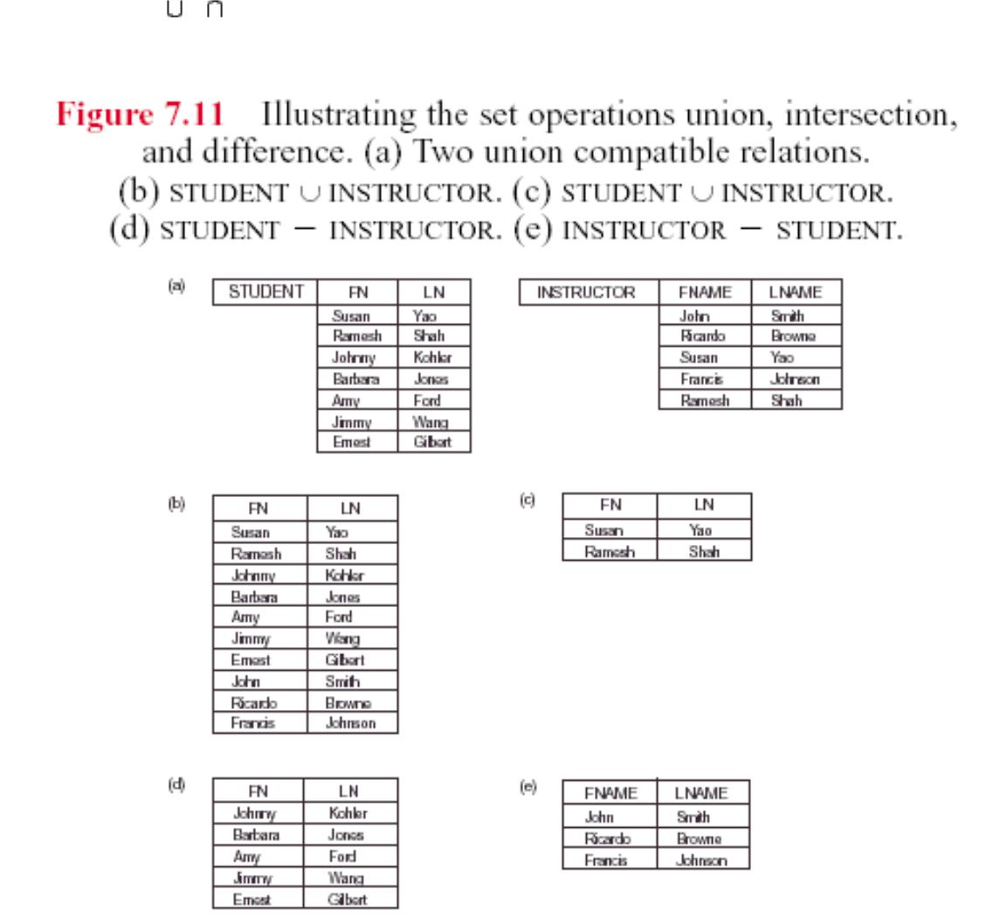 ∪ ∩
Figure 7.11 Illustrating the set operations union, intersection,
and difference. (a) Two union compatible relations.
(b) STUDENT ∪ INSTRUCTOR. (c) STUDENT ∪ INSTRUCTOR.
(d) STUDENT − INSTRUCTOR. (e) INSTRUCTOR − STUDENT.
(a)
STUDENT FN LN
Susan Yao
Ramesh Shah
Johnny Kohler
Barbara Jones
Amy Ford
Jimmy Wang
Ernest Gilbert
INSTRUCTOR FNAME LNAME
John Smith
Ricardo Browne
Susan Yao
Francis Johnson
Ramesh Shah
(b)
FN LN
Susan Yao
Ramesh Shah
Johnny Kohler
Barbara Jones
Amy Ford
Jimmy Wang
Ernest Gilbert
John Smith
Ricardo Browne
Francis Johnson
(c)
FN LN
Susan Yao
Ramesh Shah
(d)
FN LN
Johnny Kohler
Barbara Jones
Amy Ford
Jimmy Wang
Ernest Gilbert
(e)
FNAME LNAME
John Smith
Ricardo Browne
Francis Johnson